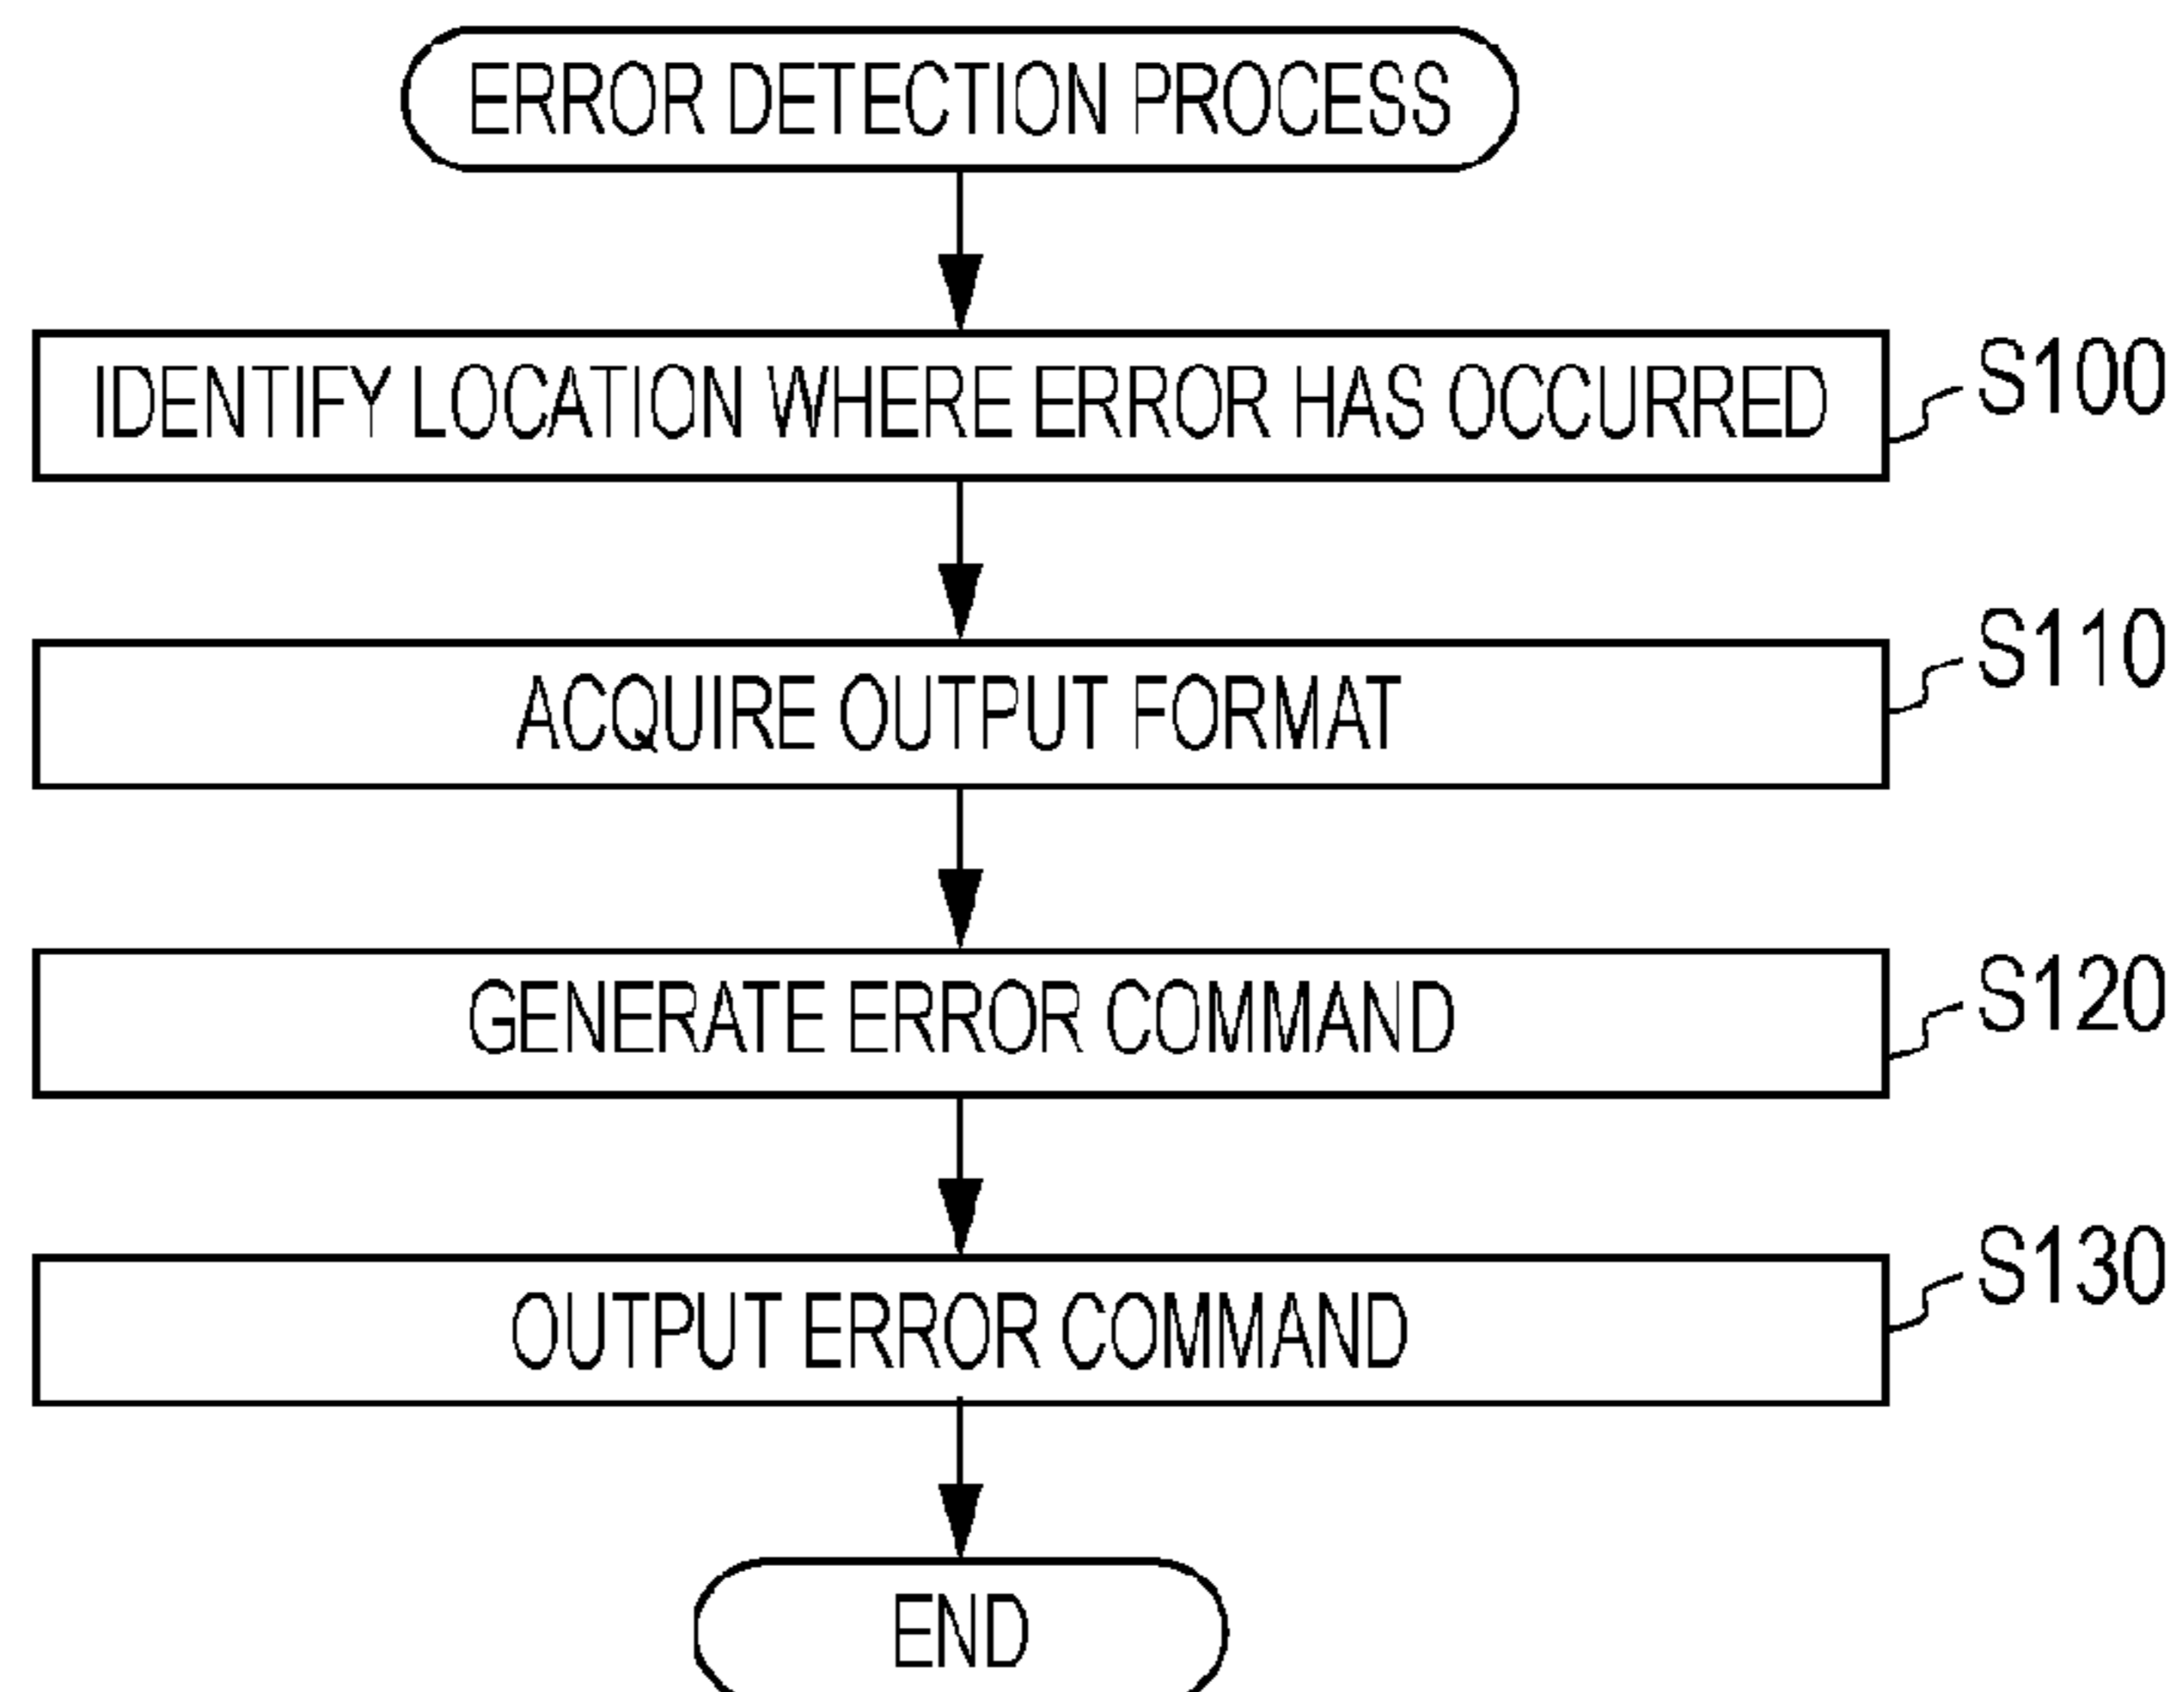 ERROR DETECTION PROCESS
IDENTIFY LOCATION WHERE ERROR HAS OCCURRED
S100
ACQUIRE OUTPUT FORMAT
S110
GENERATE ERROR COMMAND
S120
OUTPUT ERROR COMMAND
S130
END